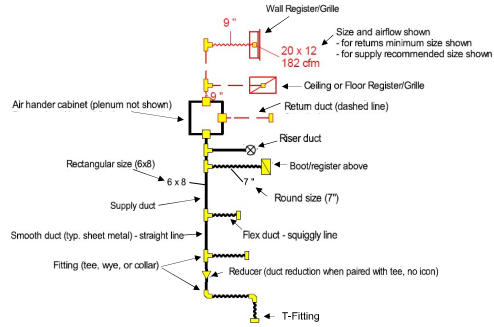 Wall Register/Grille
9 "
Size and airflow shown
- for returns minimum size shown
- for supply recommended size shown
20 x 12
182 cfm
Ceiling or Floor Register/Grille
9 "
Air hander cabinet (plenum not shown)
Return duct (dashed line)
Riser duct
Rectangular size (6x8)
Boot/register above
6 x 8
7 "
Round size (7")
Supply duct
Smooth duct (typ. sheet metal) - straight line
Flex duct - squiggly line
Fitting (tee, wye, or collar)
Reducer (duct reduction when paired with tee, no icon)
T-Fitting